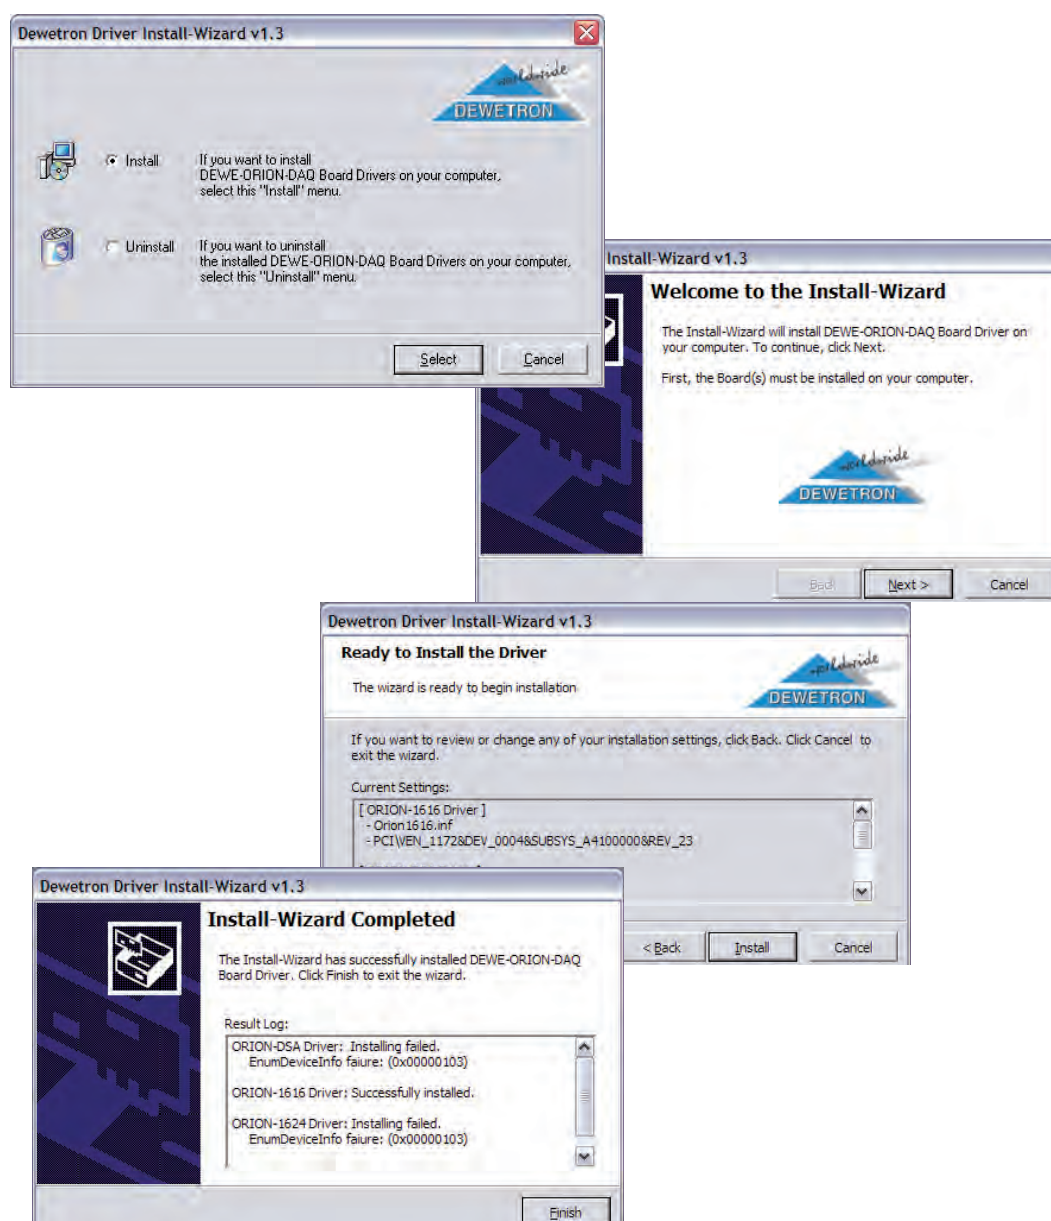 Dewetron Driver Install-Wizard v1.3
worldwide
DEWETRON
Install
If you want to install
DEWE-ORION-DAQ Board Drivers on your computer,
select this "Install" menu.
Uninstall
If you want to uninstall
the installed DEWE-ORION-DAQ Board Drivers on your computer,
select this "Uninstall" menu.
Select
Cancel
Install-Wizard v1.3
Welcome to the Install-Wizard
The Install-Wizard will install DEWE-ORION-DAQ Board Driver on
your computer. To continue, click Next.
First, the Board(s) must be installed on your computer.
worldwide
DEWETRON
Back
Next >
Cancel
Dewetron Driver Install-Wizard v1.3
Ready to Install the Driver
The wizard is ready to begin installation
worldwide
DEWETRON
If you want to review or change any of your installation settings, click Back. Click Cancel to
exit the wizard.
Current Settings:
[ ORION-1616 Driver ]
- Orion1616.inf
- PCI\VEN_1172&DEV_0004&SUBSYS_A4100000&REV_23
< Back
Install
Cancel
Dewetron Driver Install-Wizard v1.3
Install-Wizard Completed
The Install-Wizard has successfully installed DEWE-ORION-DAQ
Board Driver. Click Finish to exit the wizard.
Result Log:
ORION-DSA Driver: Installing failed.
EnumDeviceInfo faiure: (0x00000103)
ORION-1616 Driver: Successfully installed.
ORION-1624 Driver: Installing failed.
EnumDeviceInfo faiure: (0x00000103)
Finish